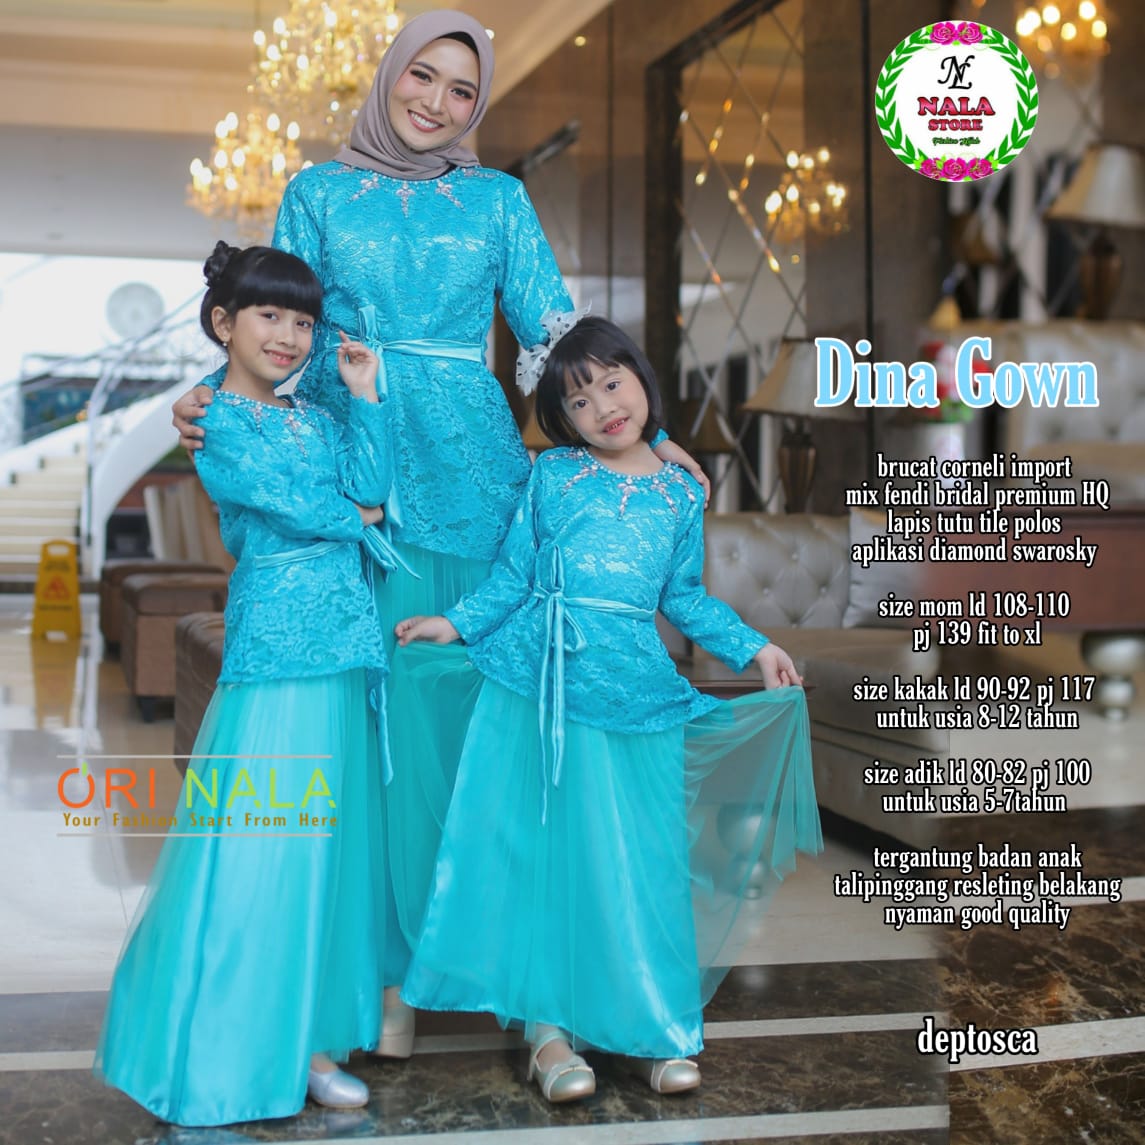 NL
NALA
STORE
Dina Gown
brucat corneli import
mix fendi bridal premium HQ
lapis tutu tile polos
aplikasi diamond swarosky
size mom ld 108-110
pj 139 fit to xl
size kakak ld 90-92 pj 117
untuk usia 8-12 tahun
size adik ld 80-82 pj 100
untuk usia 5-7tahun
tergantung badan anak
talipinggang resleting belakang
nyaman good quality
deptosca
ORI NALA
Your Fashion Start From Here